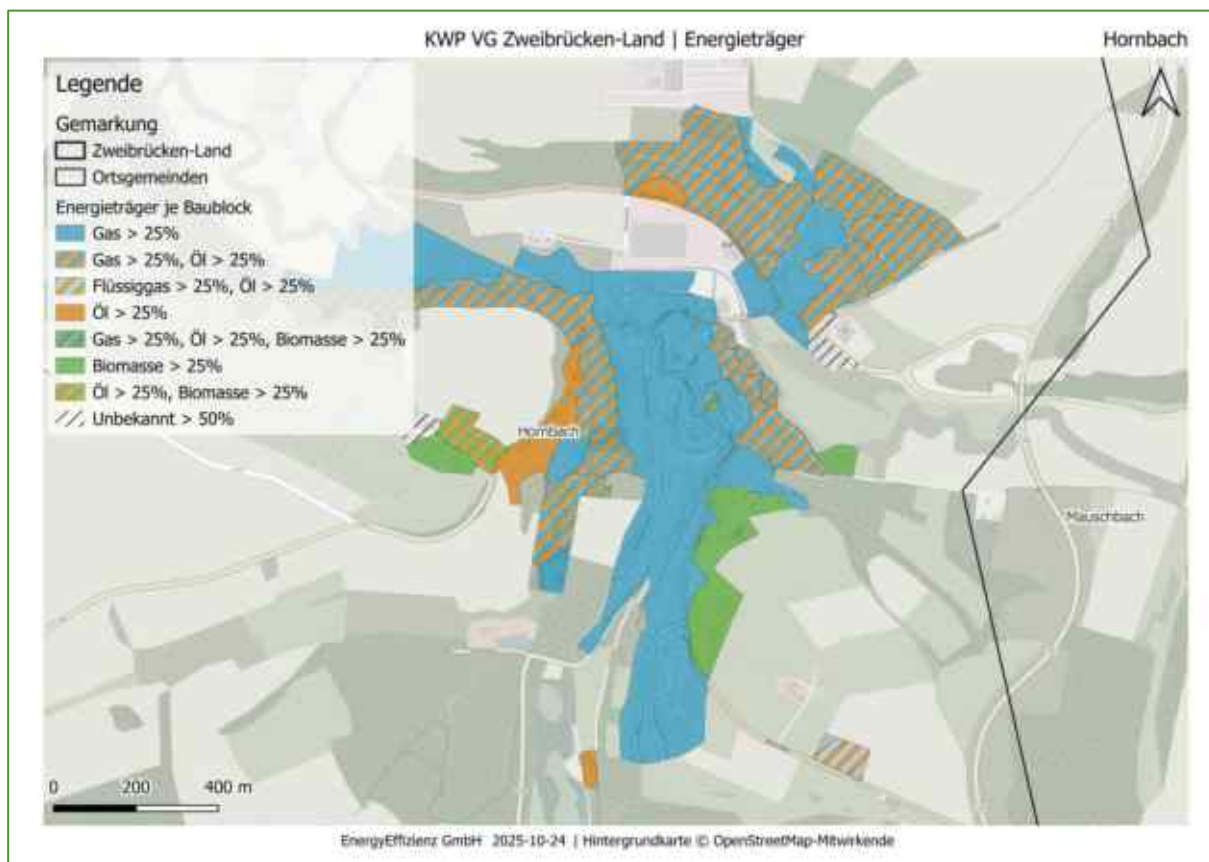 KWP VG Zweibrücken-Land | Energieträger
Hornbach
Legende
Gemarkung
Zweibrücken-Land
Ortsgemeinden
Energieträger je Baublock
Gas > 25%
Gas > 25%, Öl > 25%
Flüssiggas > 25%, Öl > 25%
Öl > 25%
Gas > 25%, Öl > 25%, Biomasse > 25%
Biomasse > 25%
Öl > 25%, Biomasse > 25%
Unbekannt > 50%
Hornbach
Mauschbach
0 200 400 m
EnergyEffizienz GmbH 2025-10-24 | Hintergrundkarte © OpenStreetMap-Mitwirkende